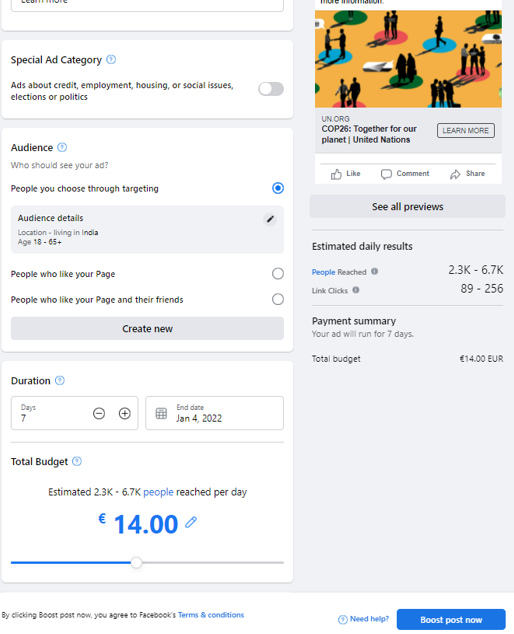 Learn more
Special Ad Category
Ads about credit, employment, housing, or social issues,
elections or politics
Audience
Who should see your ad?
People you choose through targeting
Audience details
Location - living in India
Age 18 - 65+
People who like your Page
People who like your Page and their friends
Create new
Duration
Days
7
End date
Jan 4, 2022
Total Budget
Estimated 2.3K - 6.7K people reached per day
€ 14.00
By clicking Boost post now, you agree to Facebook's Terms & conditions
more information.
UN.ORG
COP26: Together for our
planet | United Nations
LEARN MORE
Like Comment Share
See all previews
Estimated daily results
People Reached 2.3K - 6.7K
Link Clicks 89 - 256
Payment summary
Your ad will run for 7 days.
Total budget €14.00 EUR
Need help?
Boost post now